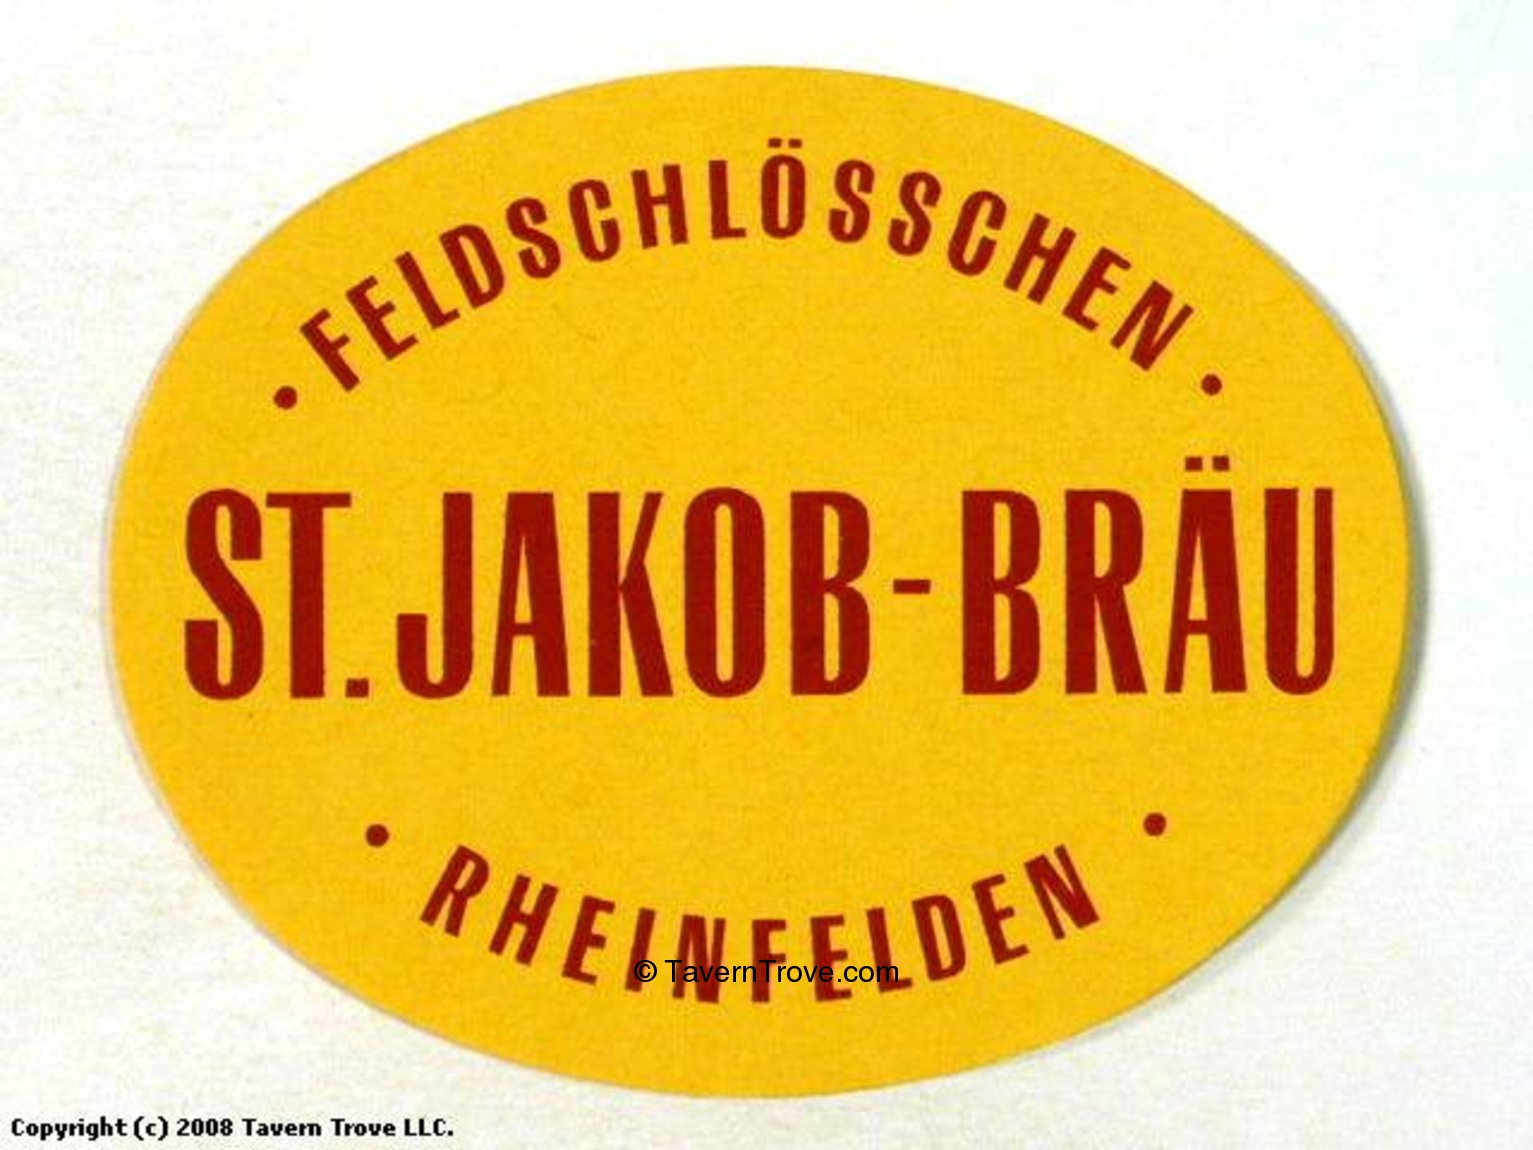 • FELDSCHLÖSSCHEN •
ST. JAKOB-BRÄU
• RHEINFELDEN •
© TavernTrove.com
Copyright (c) 2008 Tavern Trove LLC.